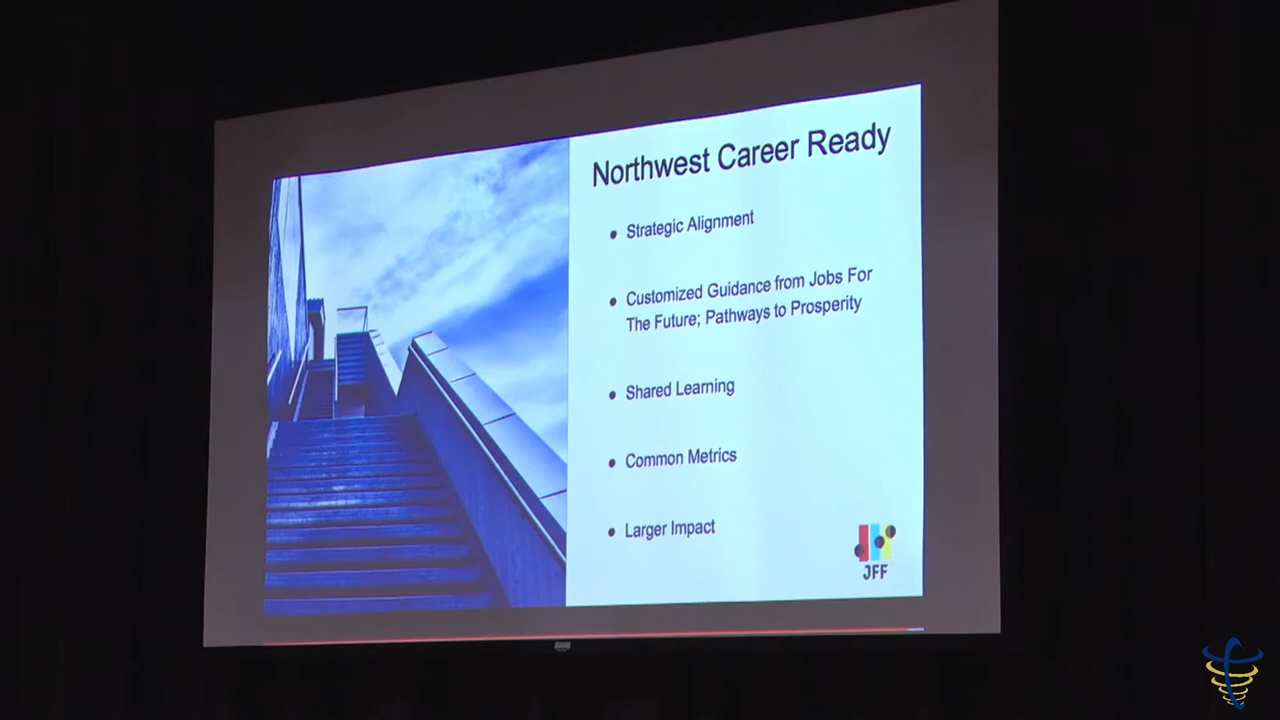 Northwest Career Ready
• Strategic Alignment
• Customized Guidance from Jobs For
The Future; Pathways to Prosperity
• Shared Learning
• Common Metrics
• Larger Impact
JFF